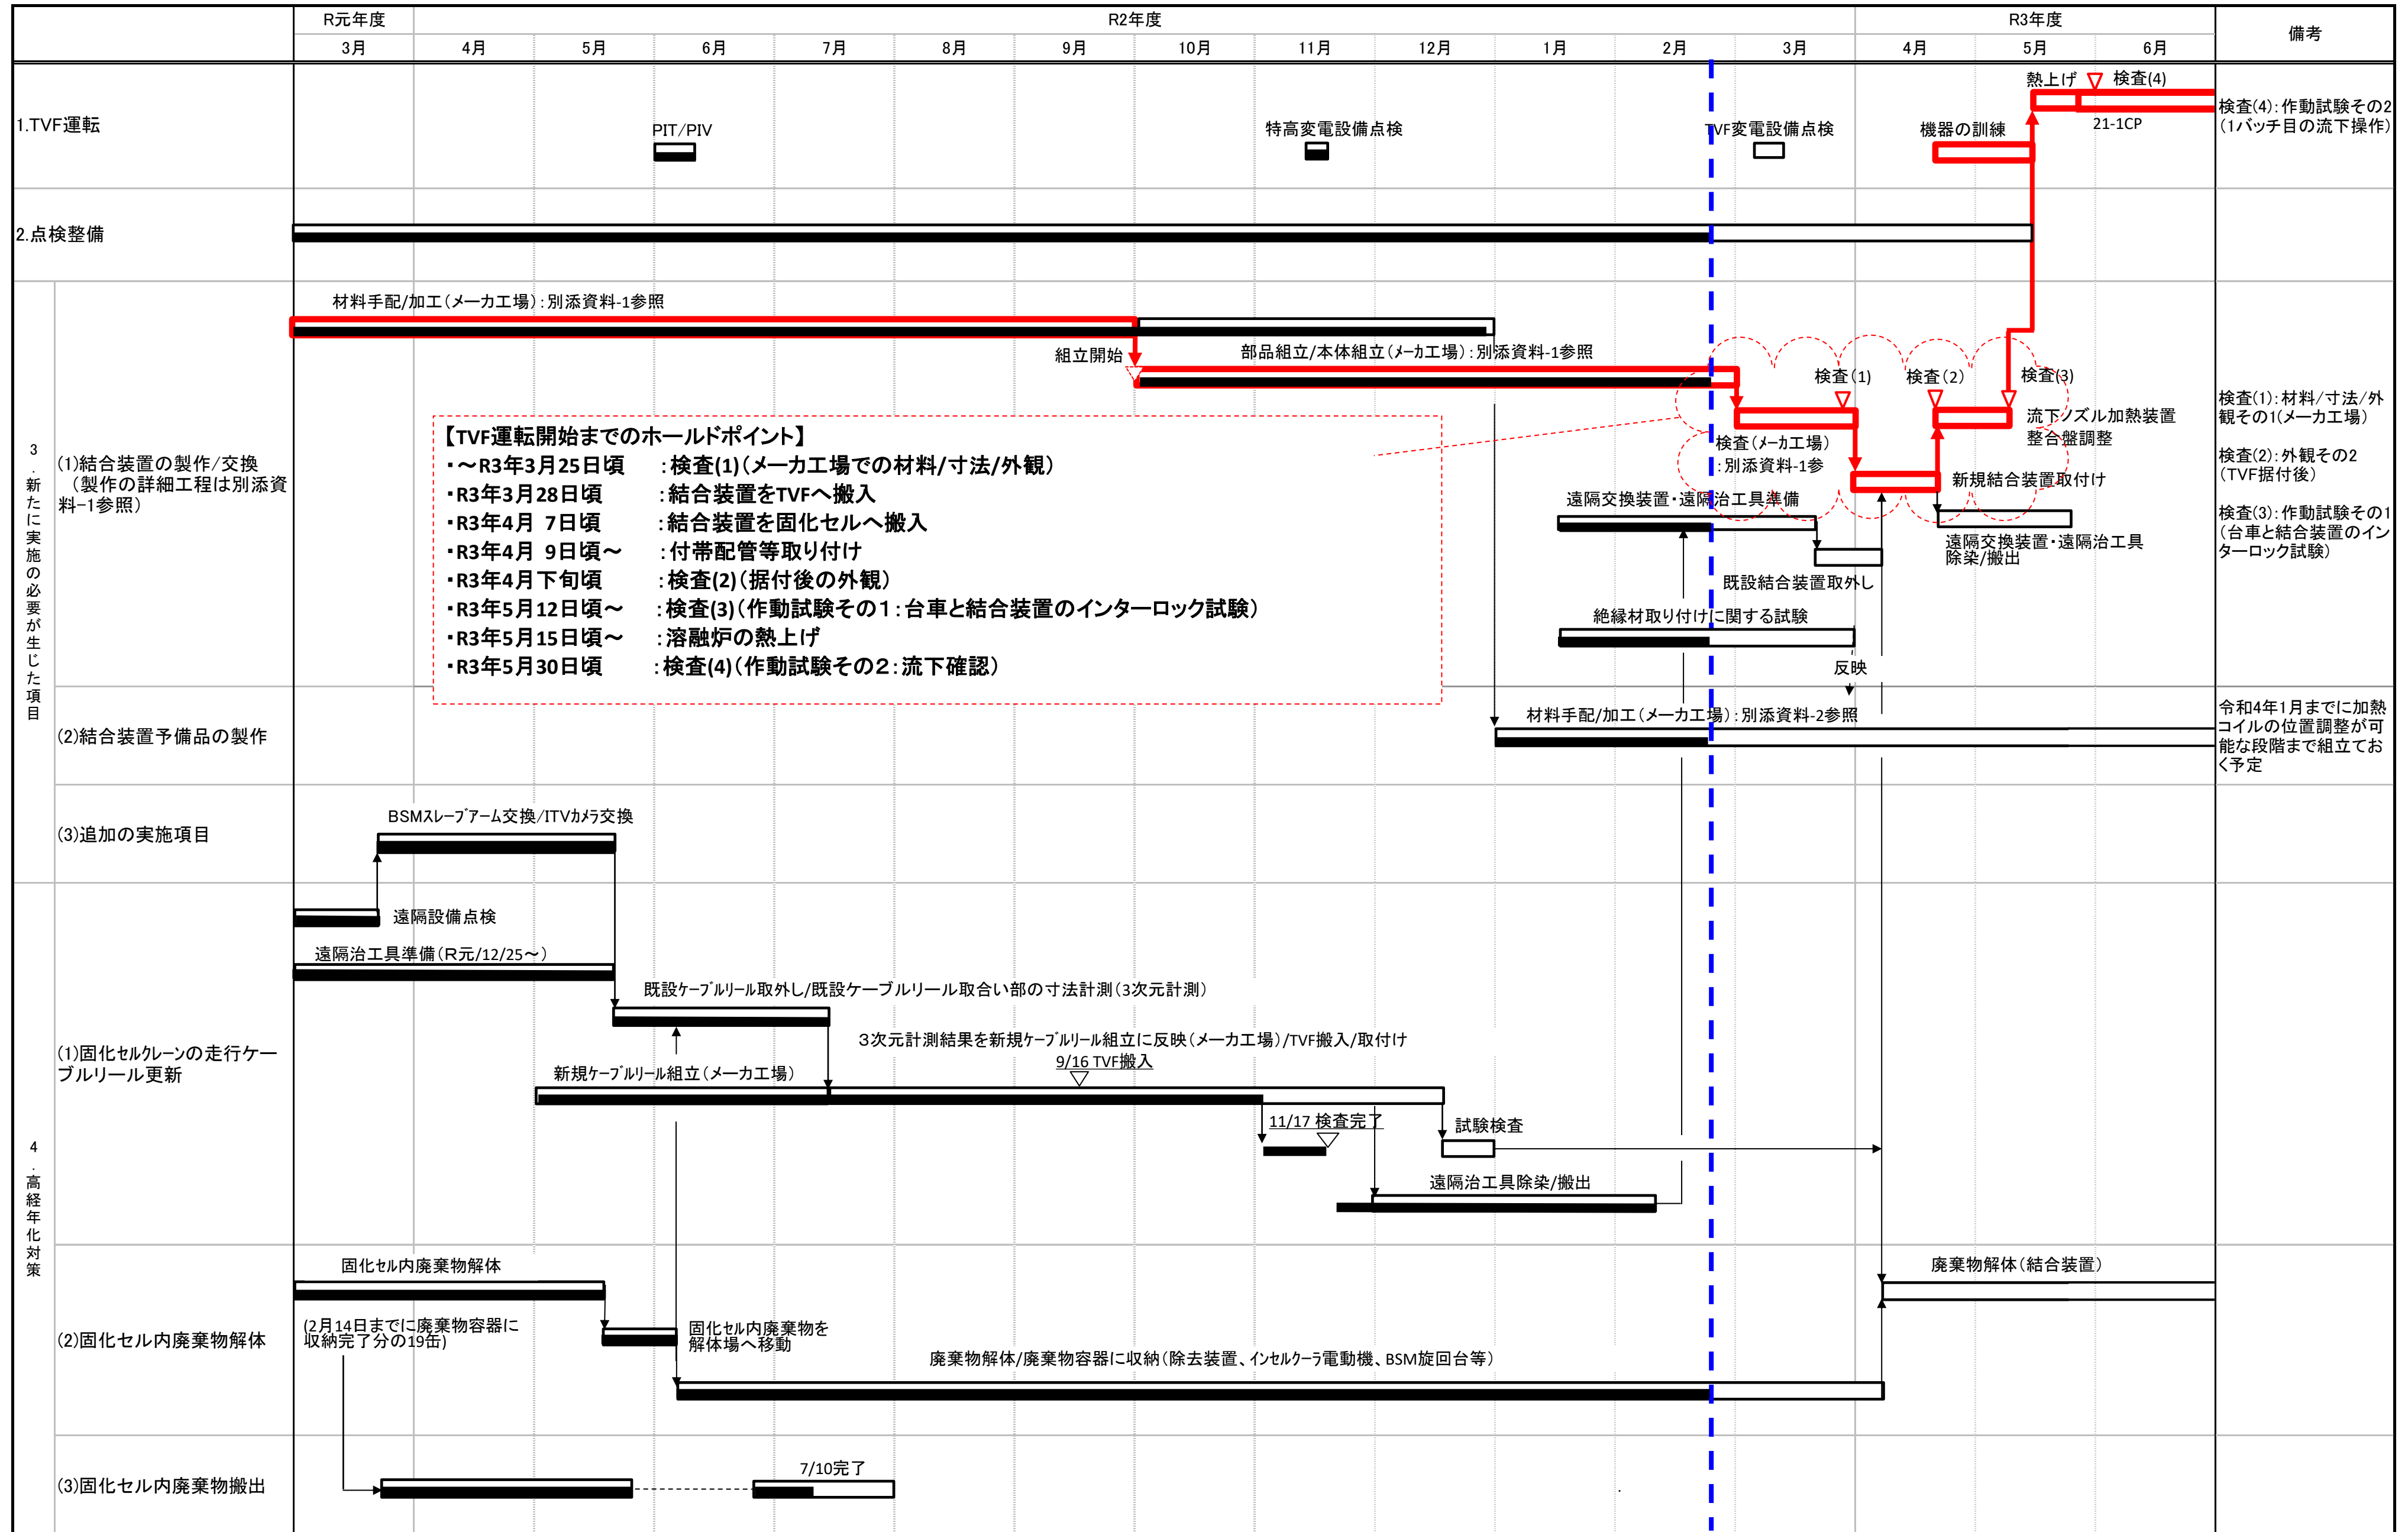 R元年度
R2年度
R3年度
備考
3月
4月
5月
6月
7月
8月
9月
10月
11月
12月
1月
2月
3月
4月
5月
6月
1.TVF運転
PIT/PIV
特高変電設備点検
TVF変電設備点検
機器の訓練
熱上げ
検査(4)
21-1CP
検査(4):作動試験その2
(1バッチ目の流下操作)
2.点検整備
3.新たに実施の必要が生じた項目
(1)結合装置の製作/交換
(製作の詳細工程は別添資
料-1参照)
材料手配/加工(メーカ工場):別添資料-1参照
組立開始
部品組立/本体組立(メーカ工場):別添資料-1参照
検査(1)
検査(2)
検査(3)
検査(メーカ工場)
:別添資料-1参
流下ノズル加熱装置
整合盤調整
新規結合装置取付け
遠隔交換装置・遠隔治工具準備
遠隔交換装置・遠隔治工具
除染/搬出
既設結合装置取外し
絶縁材取り付けに関する試験
反映
【TVF運転開始までのホールドポイント】
・~R3年3月25日頃 :検査(1)(メーカ工場での材料/寸法/外観)
・R3年3月28日頃 :結合装置をTVFへ搬入
・R3年4月 7日頃 :結合装置を固化セルへ搬入
・R3年4月 9日頃~ :付帯配管等取り付け
・R3年4月下旬頃 :検査(2)(据付後の外観)
・R3年5月12日頃~ :検査(3)(作動試験その1:台車と結合装置のインターロック試験)
・R3年5月15日頃~ :溶融炉の熱上げ
・R3年5月30日頃 :検査(4)(作動試験その2:流下確認)
検査(1):材料/寸法/外
観その1(メーカ工場)
検査(2):外観その2
(TVF据付後)
検査(3):作動試験その1
(台車と結合装置のイン
ターロック試験)
(2)結合装置予備品の製作
材料手配/加工(メーカ工場):別添資料-2参照
令和4年1月までに加熱
コイルの位置調整が可
能な段階まで組立てお
く予定
(3)追加の実施項目
BSMスレーブアーム交換/ITVカメラ交換
4.高経年化対策
(1)固化セルクレーンの走行ケー
ブルリール更新
遠隔設備点検
遠隔治工具準備(R元/12/25~)
既設ケーブルリール取外し/既設ケーブルリール取合い部の寸法計測(3次元計測)
3次元計測結果を新規ケーブルリール組立に反映(メーカ工場)/TVF搬入/取付け
9/16 TVF搬入
新規ケーブルリール組立(メーカ工場)
11/17 検査完了
試験検査
遠隔治工具除染/搬出
(2)固化セル内廃棄物解体
固化セル内廃棄物解体
廃棄物解体(結合装置)
(2月14日までに廃棄物容器に
収納完了分の19缶)
固化セル内廃棄物を
解体場へ移動
廃棄物解体/廃棄物容器に収納(除去装置、インセルクーラ電動機、BSM旋回台等)
(3)固化セル内廃棄物搬出
7/10完了